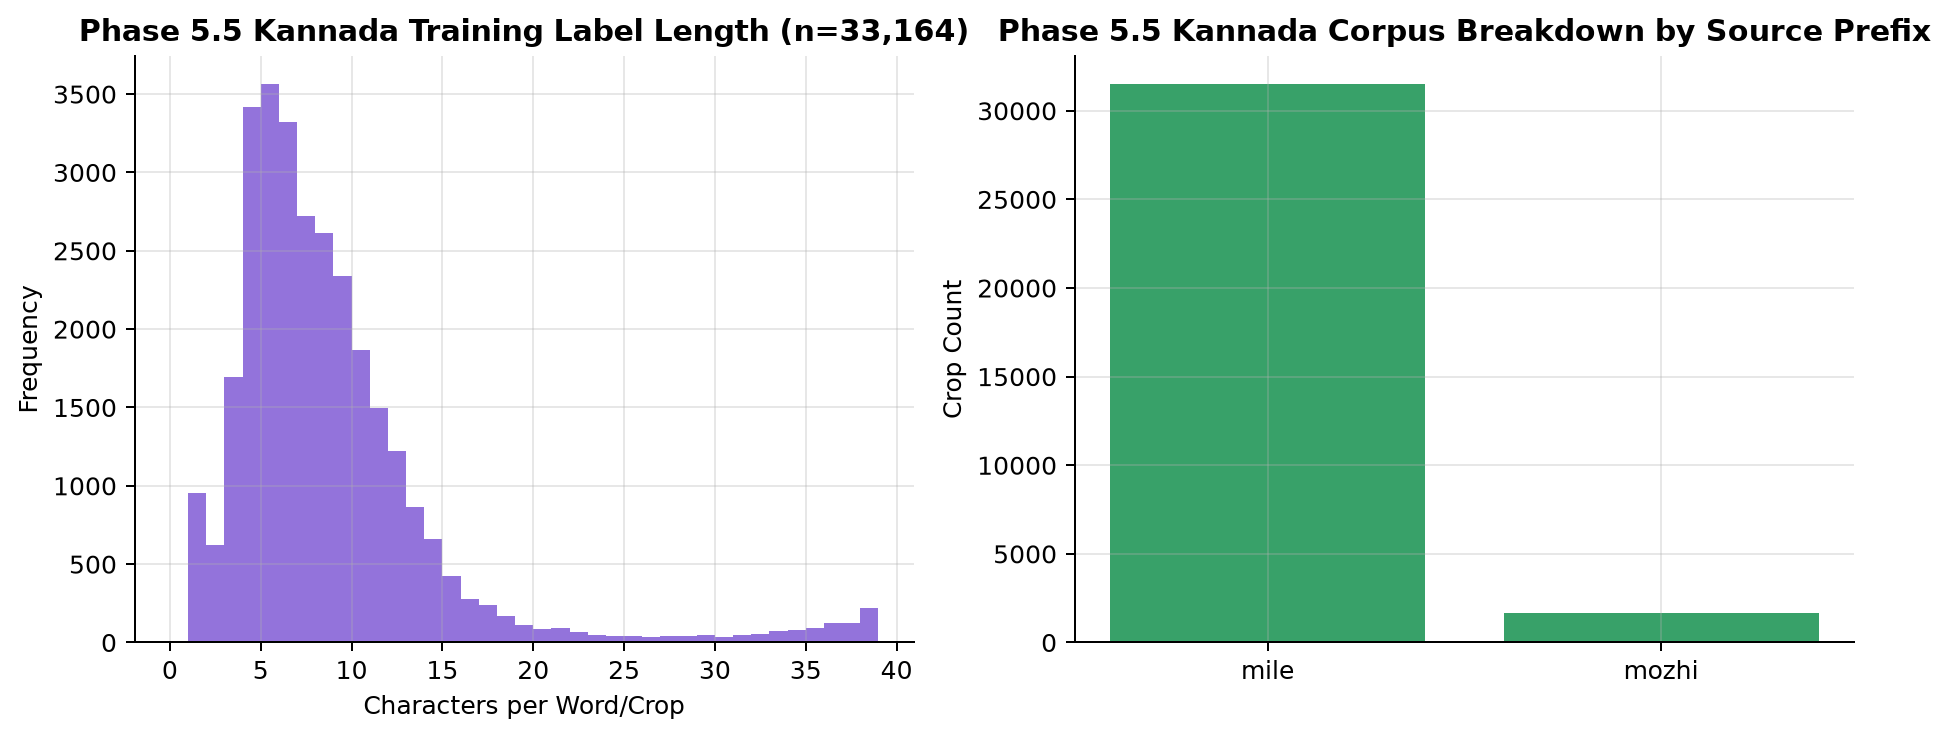 Phase 5.5 Kannada Training Label Length (n=33,164)
3500
3000
2500
2000
1500
1000
500
0
Frequency
0 5 10 15 20 25 30 35 40
Characters per Word/Crop
Phase 5.5 Kannada Corpus Breakdown by Source Prefix
30000
25000
20000
15000
10000
5000
0
Crop Count
mile mozhi